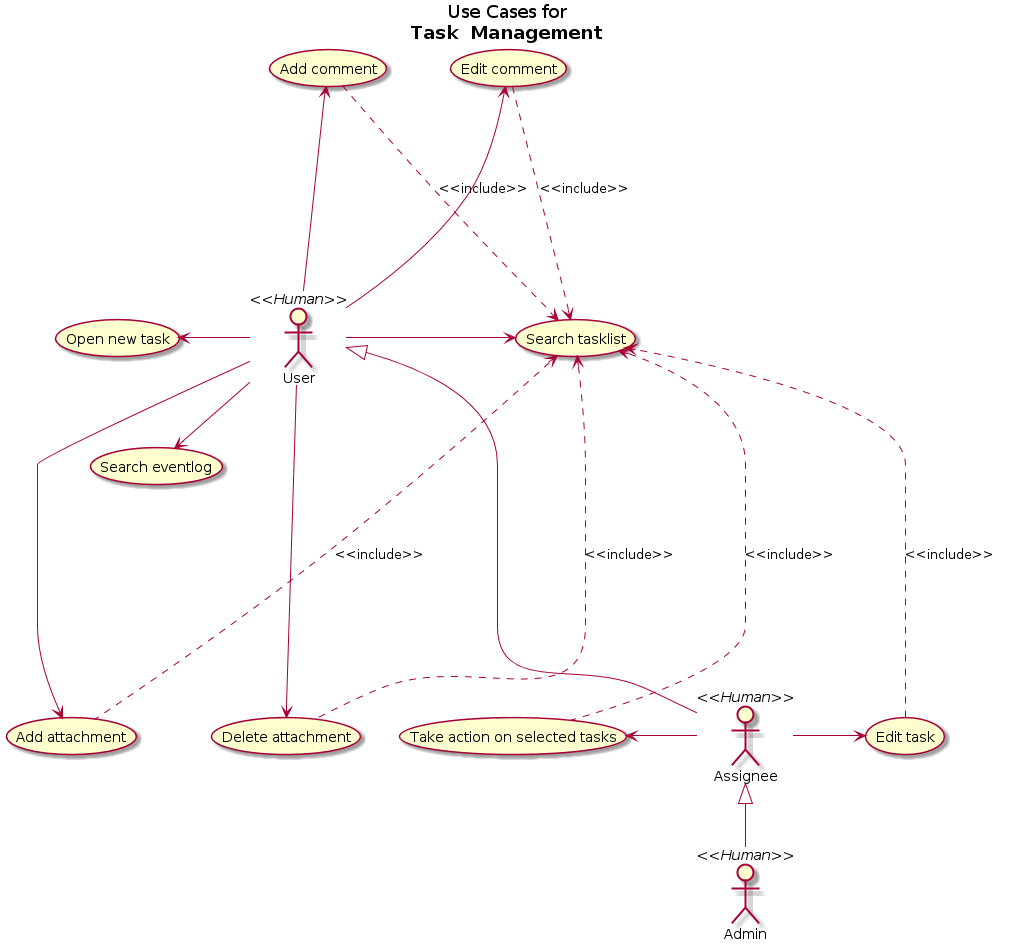 Use Cases for
Task  Management
Add comment
Edit comment
<<include>>
<<include>>
<<Human>>
Open new task
Search tasklist
User
Search eventlog
<<include>>
<<include>>
<<include>>
<<include>>
<<Human>>
Add attachment
Delete attachment
Take action on selected tasks
Edit task
Assignee
<<Human>>
Admin